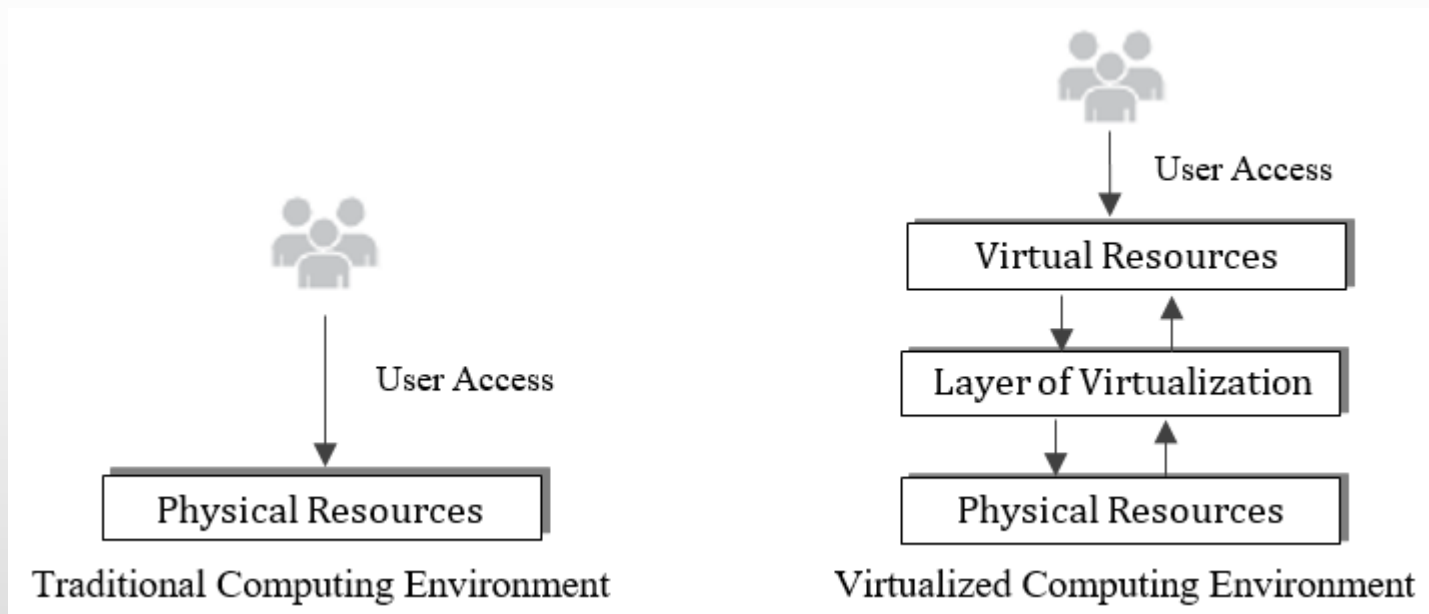 User Access
Physical Resources
Traditional Computing Environment
User Access
Virtual Resources
Layer of Virtualization
Physical Resources
Virtualized Computing Environment